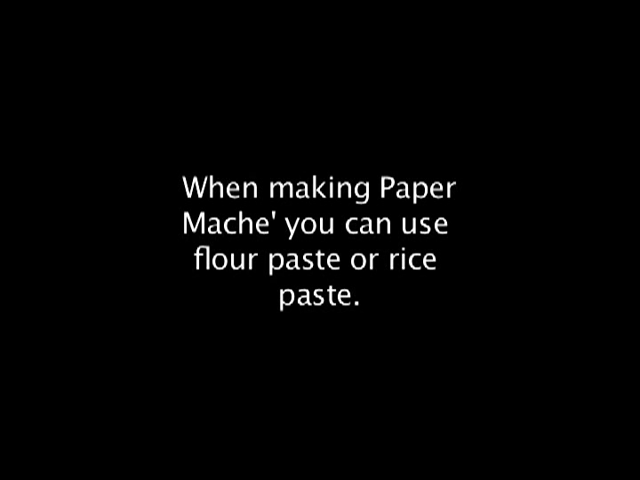 When making Paper
Mache' you can use
flour paste or rice
paste.